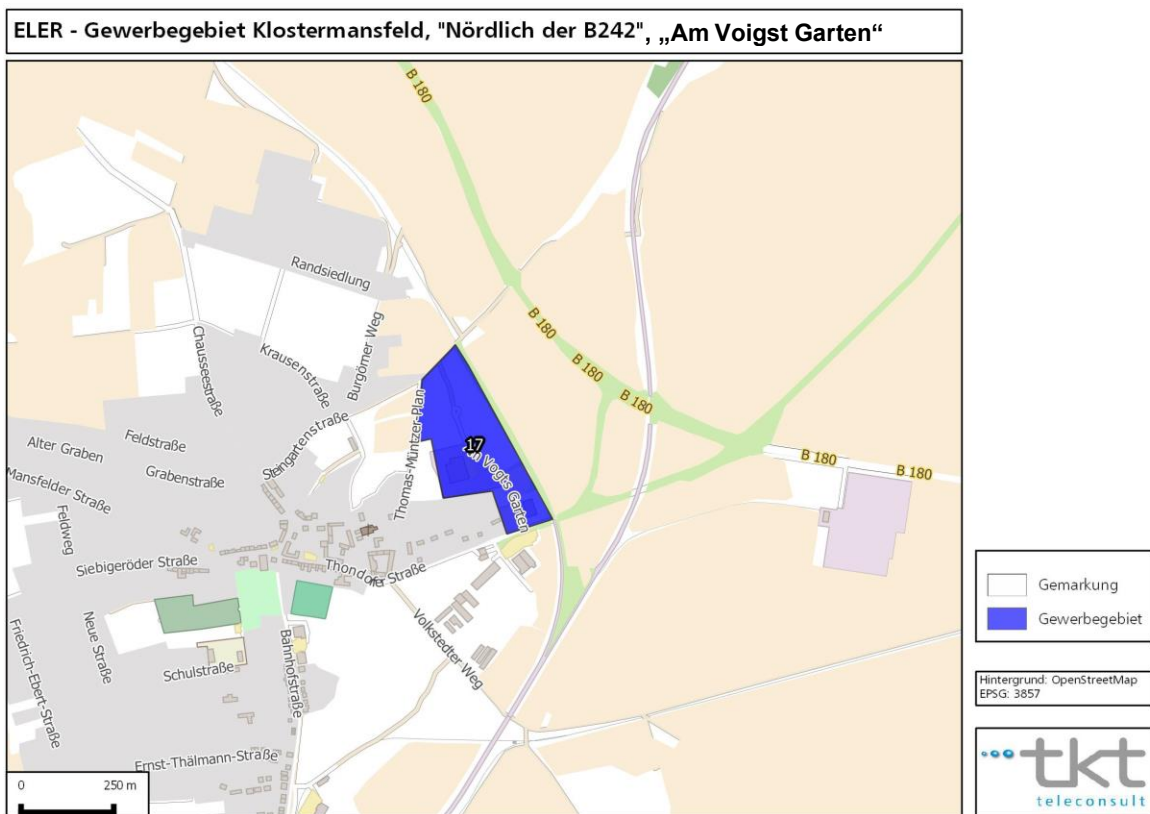 ELER - Gewerbegebiet Klostermansfeld, "Nördlich der B242", „Am Voigst Garten“
B 180
Randsiedlung
Burgörner Weg
Chausseestraße
Krausenstraße
B 180
B 180
B 180
Thomas-Müntzer-Plan
Steingartenstraße
Feldstraße
Alter Graben
Grabenstraße
Mansfelder Straße
17
Vogts Garten
B 180
B 180
Feldweg
Siebigeröder Straße
Straße
Neue Straße
Volkstedter Weg
Friedrich-Ebert-Straße
Schulstraße
Bahnhofstraße
Ernst-Thälmann-Straße
0 250 m
Gemarkung
Gewerbegebiet
Hintergrund: OpenStreetMap
EPSG: 3857
tkt
teleconsult